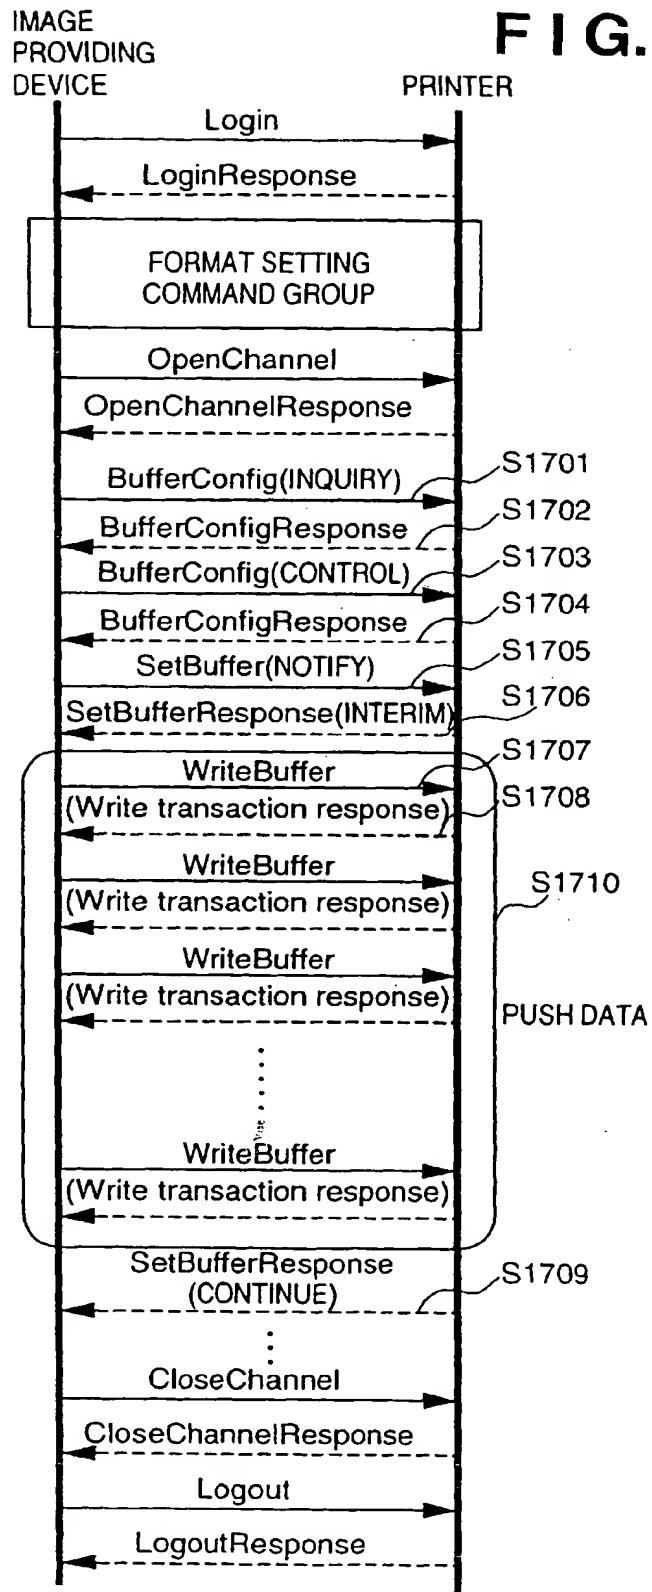 IMAGE
PROVIDING
DEVICE
FIG.
PRINTER
Login
LoginResponse
FORMAT SETTING
COMMAND GROUP
OpenChannel
OpenChannelResponse
BufferConfig(INQUIRY)
S1701
BufferConfigResponse
S1702
BufferConfig(CONTROL)
S1703
BufferConfigResponse
S1704
SetBuffer(NOTIFY)
S1705
SetBufferResponse(INTERIM)
S1706
WriteBuffer
S1707
(Write transaction response)
S1708
WriteBuffer
(Write transaction response)
S1710
WriteBuffer
(Write transaction response)
PUSH DATA
WriteBuffer
(Write transaction response)
SetBufferResponse
(CONTINUE)
S1709
CloseChannel
CloseChannelResponse
Logout
LogoutResponse